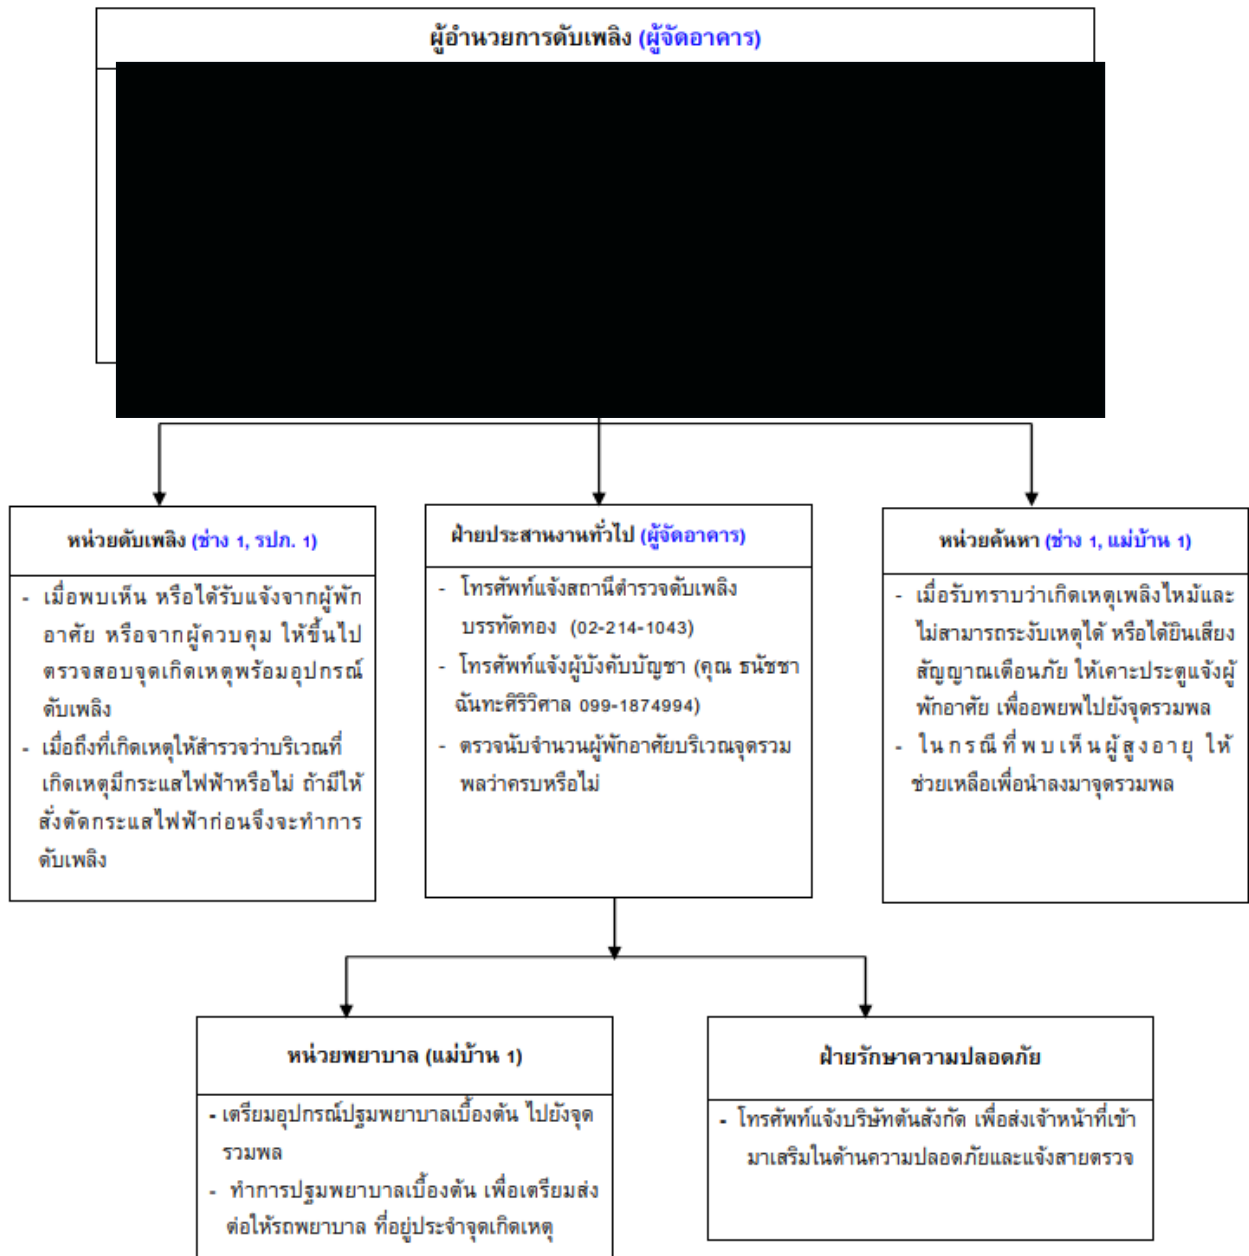 ผู้อำนวยการดับเพลิง (ผู้จัดอาคาร)
หน่วยดับเพลิง (ช่าง 1, รปภ. 1)
- เมื่อพบเห็น หรือได้รับแจ้งจากผู้พัก
อาศัย หรือจากผู้ควบคุม ให้ขึ้นไป
ตรวจสอบจุดเกิดเหตุพร้อมอุปกรณ์
ดับเพลิง
- เมื่อถึงที่เกิดเหตุให้สำรวจว่าบริเวณที่
เกิดเหตุมีกระแสไฟฟ้าหรือไม่ ถ้ามีให้
สั่งตัดกระแสไฟฟ้าก่อนจึงจะทำการ
ดับเพลิง
ฝ่ายประสานงานทั่วไป (ผู้จัดอาคาร)
- โทรศัพท์แจ้งสถานีตำรวจดับเพลิง
บรรทัดทอง (02-214-1043)
- โทรศัพท์แจ้งผู้บังคับบัญชา (คุณ ธนัชชา
ฉันทะศิริวิศาล 099-1874994)
- ตรวจนับจำนวนผู้พักอาศัยบริเวณจุดรวม
พลว่าครบหรือไม่
หน่วยค้นหา (ช่าง 1, แม่บ้าน 1)
- เมื่อรับทราบว่าเกิดเหตุเพลิงไหม้และ
ไม่สามารถระงับเหตุได้ หรือได้ยินเสียง
สัญญาณเตือนภัย ให้เคาะประตูแจ้งผู้
พักอาศัย เพื่ออพยพไปยังจุดรวมพล
- ในกรณีที่พบเห็นผู้สูงอายุ ให้
ช่วยเหลือเพื่อนำลงมาจุดรวมพล
หน่วยพยาบาล (แม่บ้าน 1)
- เตรียมอุปกรณ์ปฐมพยาบาลเบื้องต้น ไปยังจุด
รวมพล
- ทำการปฐมพยาบาลเบื้องต้น เพื่อเตรียมส่ง
ต่อให้รถพยาบาล ที่อยู่ประจำจุดเกิดเหตุ
ฝ่ายรักษาความปลอดภัย
- โทรศัพท์แจ้งบริษัทต้นสังกัด เพื่อส่งเจ้าหน้าที่เข้า
มาเสริมในด้านความปลอดภัยและแจ้งสายตรวจ